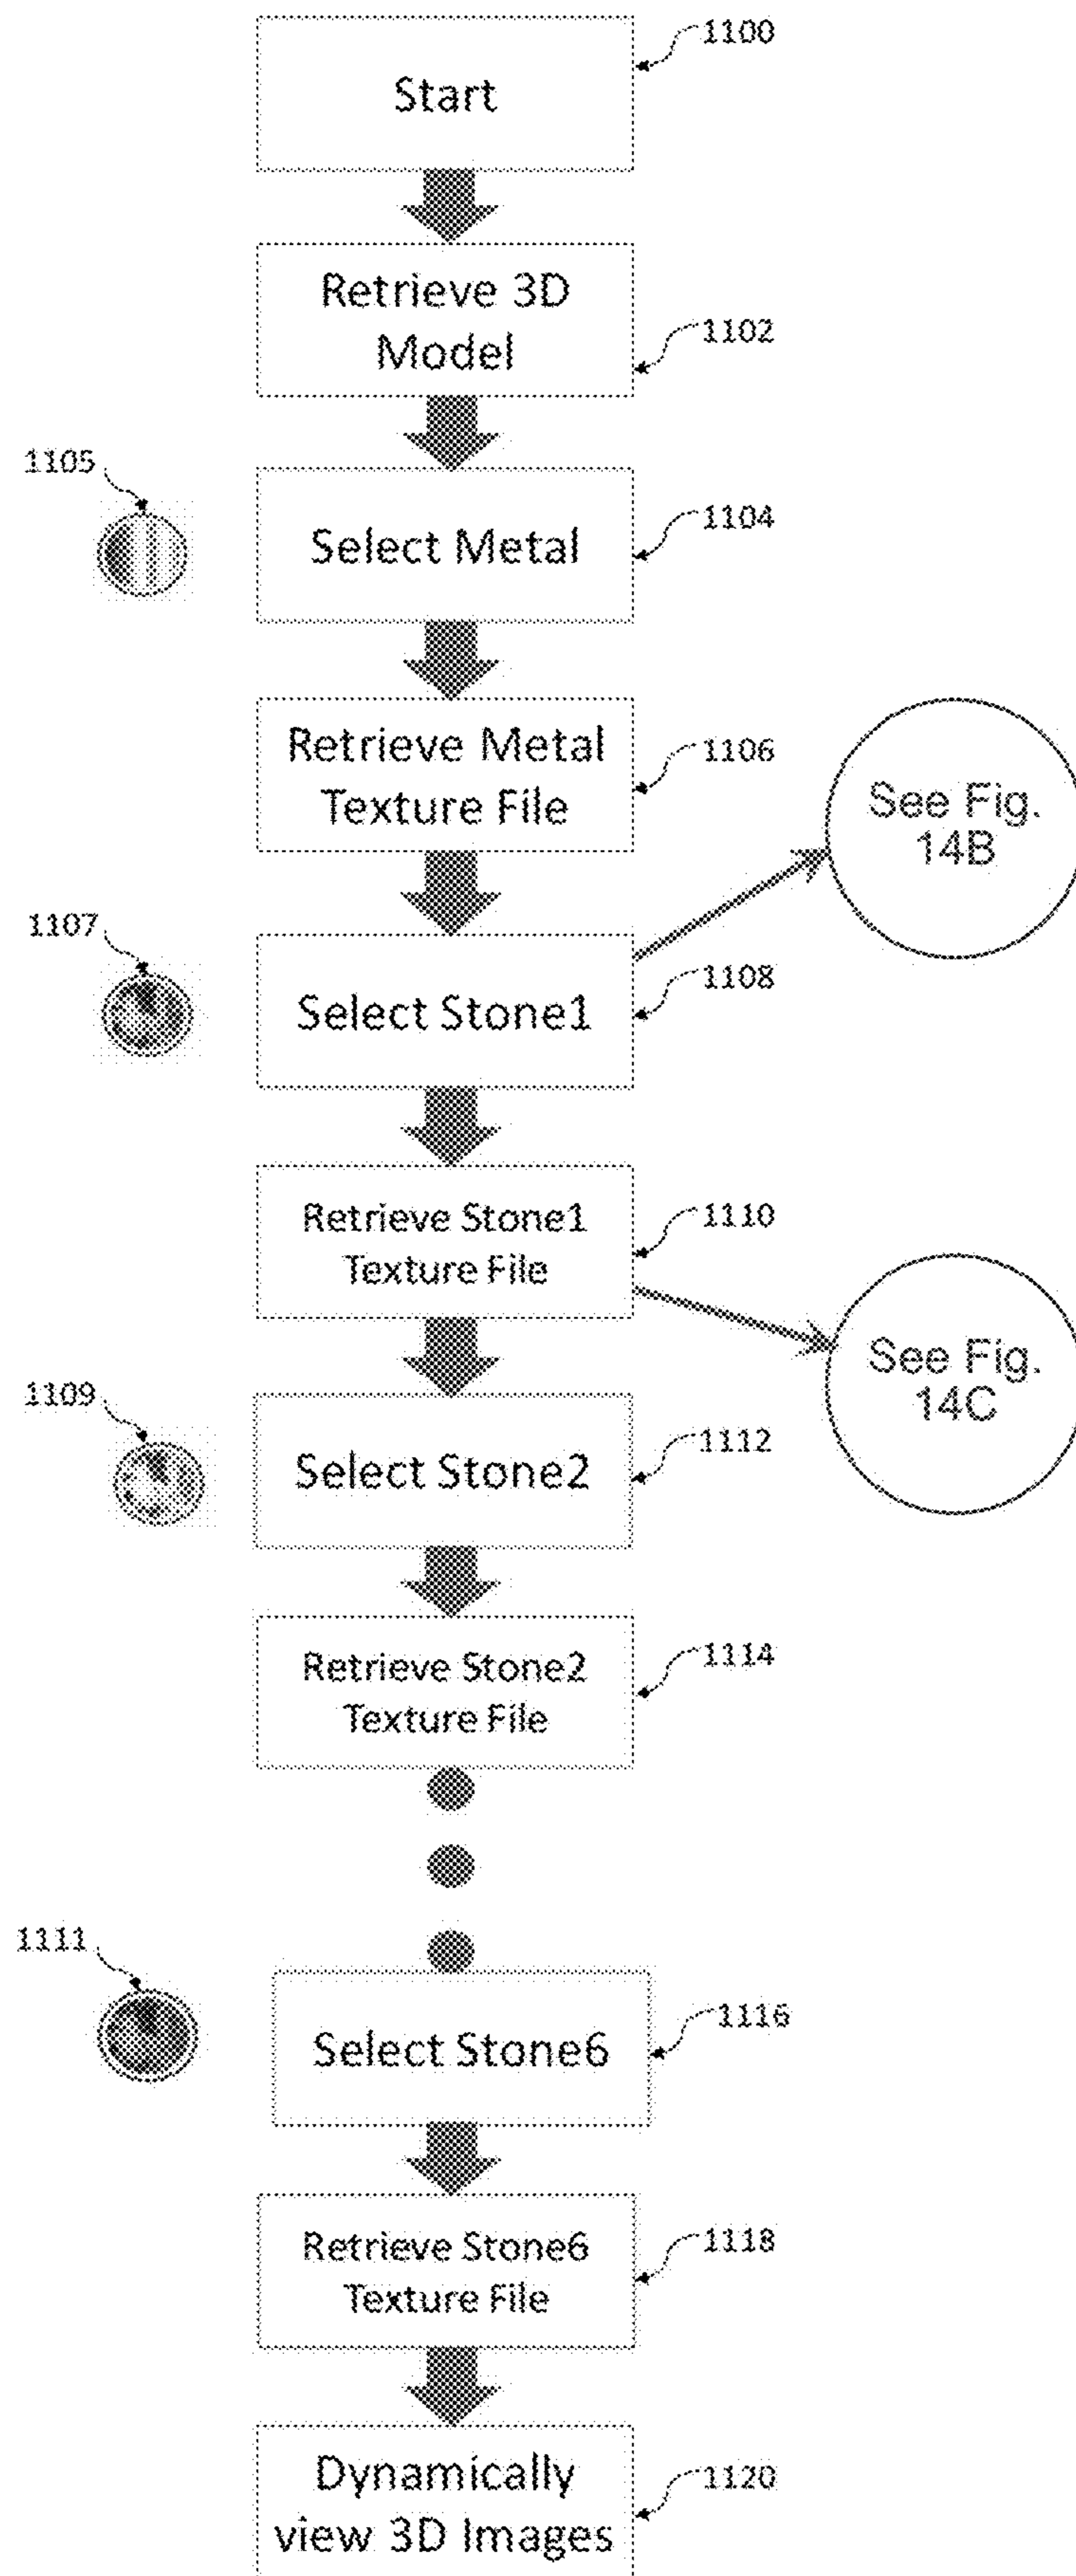 1100
Start
Retrieve 3D
Model
1102
1105
Select Metal
1104
Retrieve Metal
Texture File
1106
See Fig.
14B
1107
Select Stone1
1108
Retrieve Stone1
Texture File
1110
See Fig.
14C
1109
Select Stone2
1112
Retrieve Stone2
Texture File
1114
1111
Select Stone6
1116
Retrieve Stone6
Texture File
1118
Dynamically
view 3D Images
1120